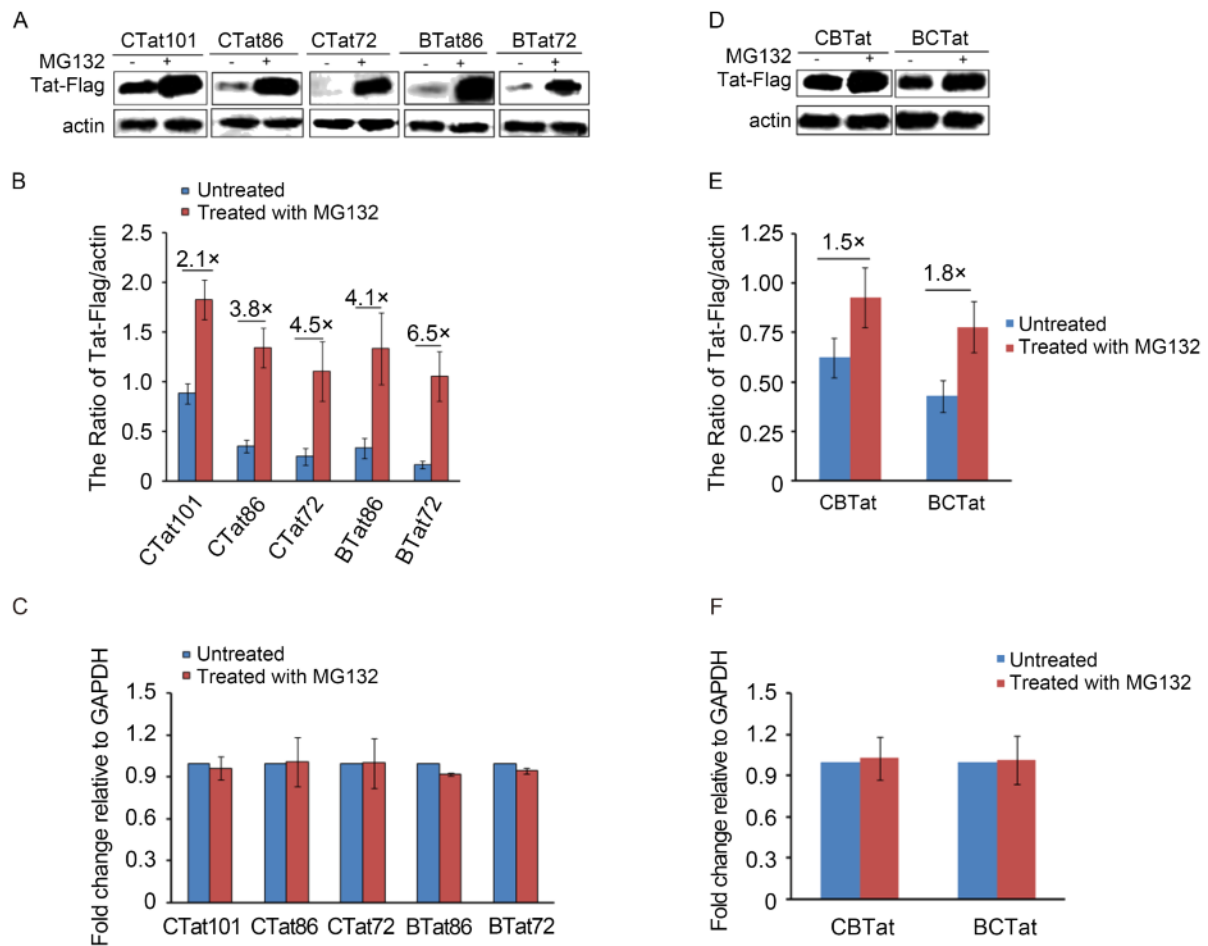 A
CTat101 CTat86 CTat72 BTat86 BTat72
MG132 - + - + - + - + - +
Tat-Flag
actin
D
CBTat BCTat
MG132 - + - +
Tat-Flag
actin
B
Untreated
Treated with MG132
The Ratio of Tat-Flag/actin
2.5
2.0
1.5
1.0
0.5
0
2.1×
3.8×
4.5×
4.1×
6.5×
CTat101 CTat86 CTat72 BTat86 BTat72
E
The Ratio of Tat-Flag/actin
1.25
1.00
0.75
0.50
0.25
0
1.5×
1.8×
Untreated
Treated with MG132
CBTat BCTat
C
Untreated
Treated with MG132
Fold change relative to GAPDH
1.5
1.2
0.9
0.6
0.3
0
CTat101 CTat86 CTat72 BTat86 BTat72
F
Untreated
Treated with MG132
Fold change relative to GAPDH
1.5
1.2
0.9
0.6
0.3
0
CBTat BCTat